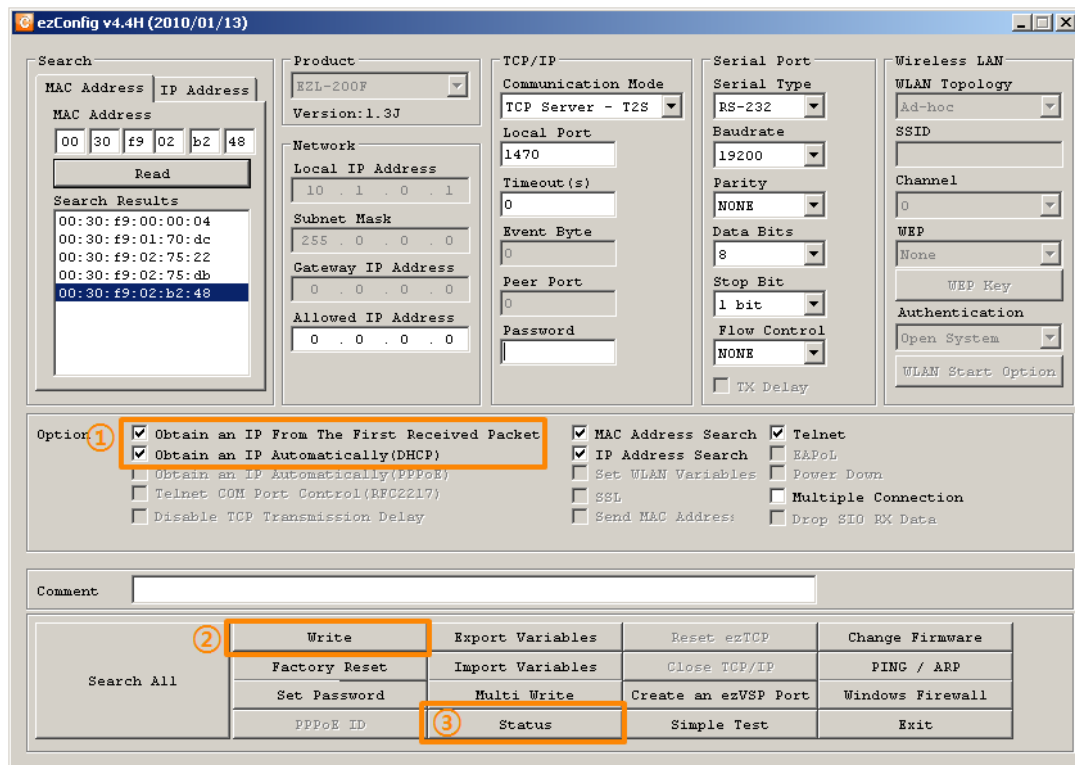 ezConfig v4.4H (2010/01/13)
Search
MAC Address
IP Address
MAC Address
00 30 f9 02 b2 48
Read
Search Results
00:30:f9:00:00:04
00:30:f9:01:70:dc
00:30:f9:02:75:22
00:30:f9:02:75:db
00:30:f9:02:b2:48
Product
EZL-200F
Version:1.3J
Network
Local IP Address
10 . 1 . 0 . 1
Subnet Mask
255 . 0 . 0 . 0
Gateway IP Address
0 . 0 . 0 . 0
Allowed IP Address
0 . 0 . 0 . 0
TCP/IP
Communication Mode
TCP Server - T2S
Local Port
1470
Timeout(s)
0
Event Byte
0
Peer Port
0
Password
Serial Port
Serial Type
RS-232
Baudrate
19200
Parity
NONE
Data Bits
8
Stop Bit
1 bit
Flow Control
NONE
TX Delay
Wireless LAN
WLAN Topology
Ad-hoc
SSID
Channel
0
WEP
None
WEP Key
Authentication
Open System
WLAN Start Option
Option
①
Obtain an IP From The First Received Packet
Obtain an IP Automatically(DHCP)
Obtain an IP Automatically(PPPoE)
Telnet COM Port Control(RFC2217)
Disable TCP Transmission Delay
MAC Address Search
IP Address Search
Set WLAN Variables
SSL
Send MAC Address
Telnet
EAPoL
Power Down
Multiple Connection
Drop SIO RX Data
Comment
Search All
② Write
Export Variables
Reset ezTCP
Change Firmware
Factory Reset
Import Variables
Close TCP/IP
PING / ARP
Set Password
Multi Write
Create an ezVSP Port
Windows Firewall
PPPoE ID
③ Status
Simple Test
Exit